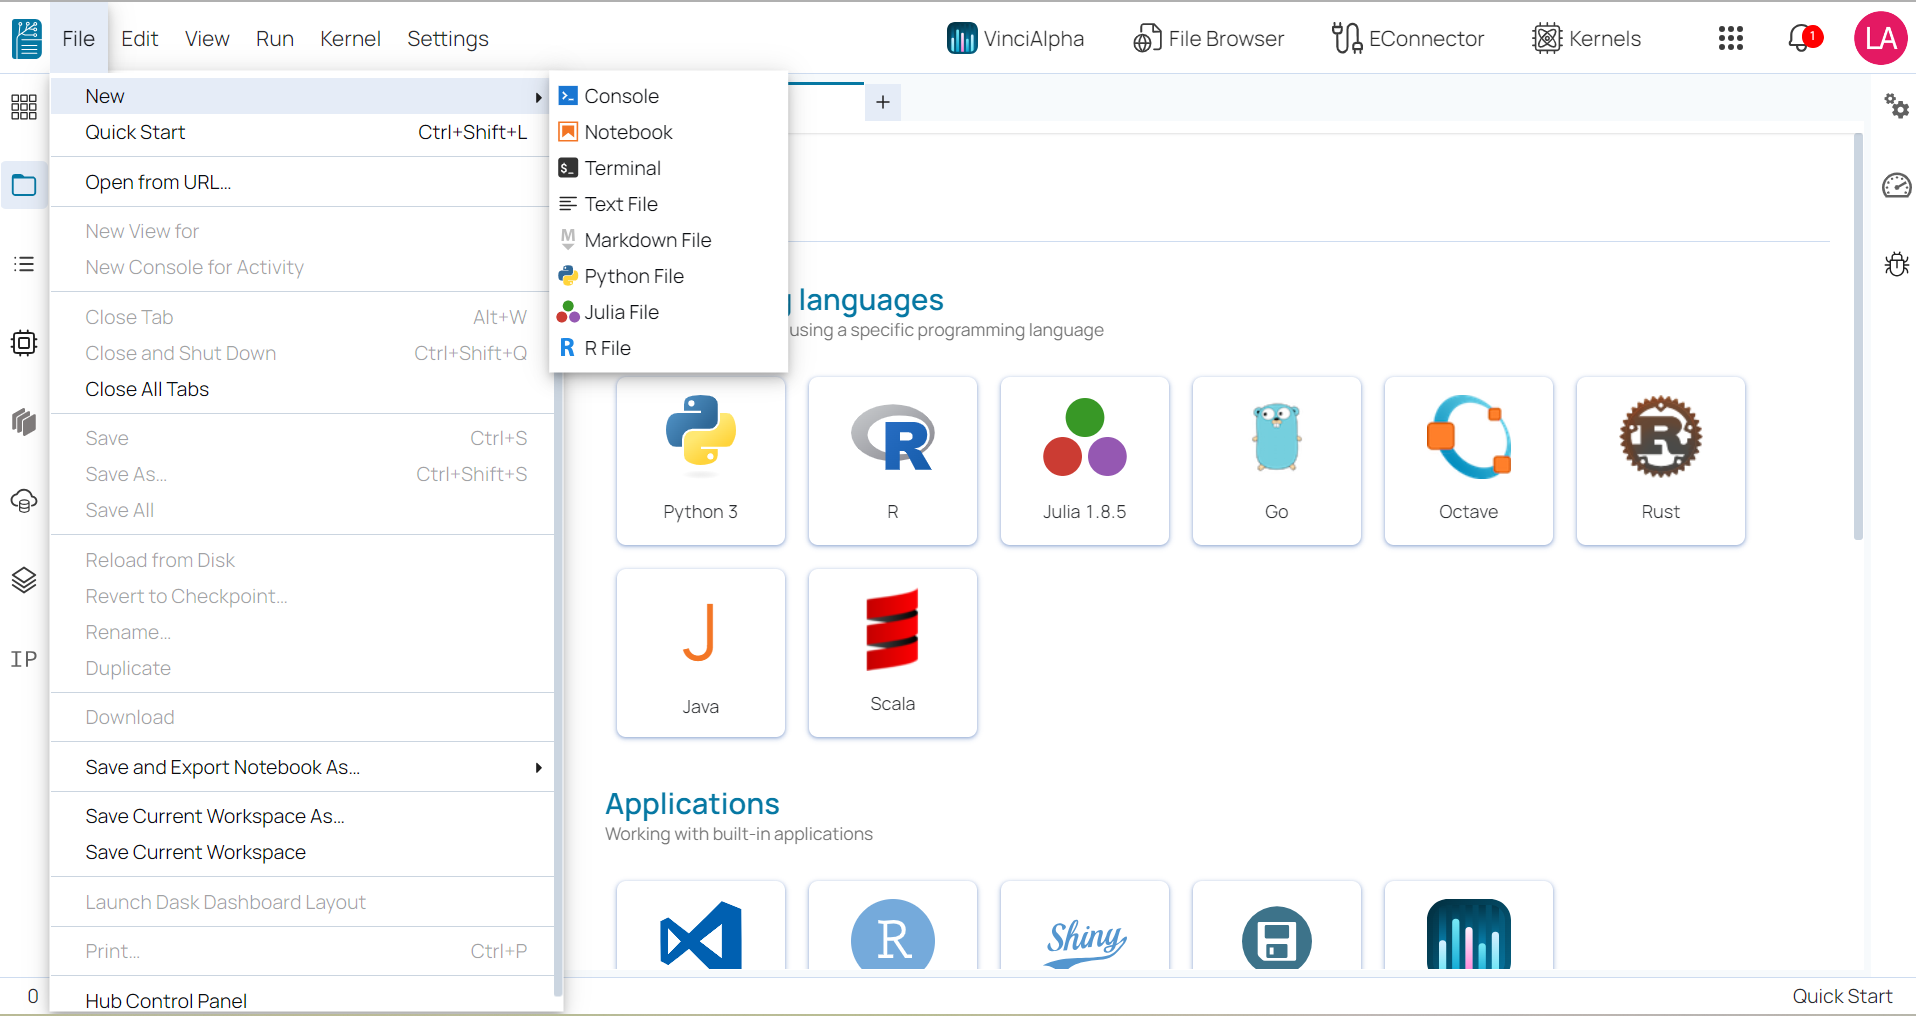 File Edit View Run Kernel Settings
VinciAlpha File Browser EConnector Kernels 1 LA
New
Quick Start Ctrl+Shift+L
Open from URL...
New View for
New Console for Activity
Close Tab Alt+W
Close and Shut Down Ctrl+Shift+Q
Close All Tabs
Save Ctrl+S
Save As... Ctrl+Shift+S
Save All
Reload from Disk
Revert to Checkpoint...
Rename...
Duplicate
Download
Save and Export Notebook As...
Save Current Workspace As...
Save Current Workspace
Launch Dask Dashboard Layout
Print... Ctrl+P
Hub Control Panel
Console
Notebook
Terminal
Text File
Markdown File
Python File
Julia File
R File
+
IP
languages
using a specific programming language
Python 3
R
Julia 1.8.5
Go
Octave
Rust
Java
Scala
Applications
Working with built-in applications
R
Shiny
0
Quick Start